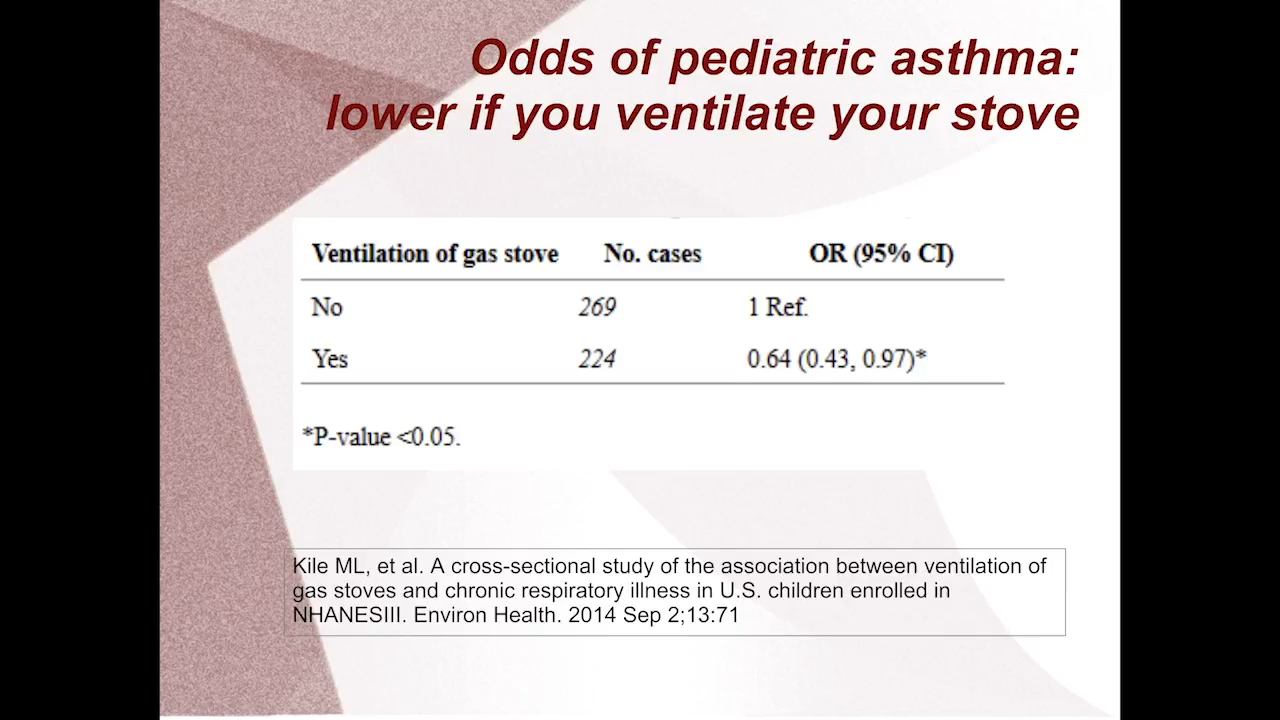 Odds of pediatric asthma:
lower if you ventilate your stove
Ventilation of gas stove No. cases OR (95% CI)
No 269 1 Ref.
Yes 224 0.64 (0.43, 0.97)*
*P-value <0.05.
Kile ML, et al. A cross-sectional study of the association between ventilation of
gas stoves and chronic respiratory illness in U.S. children enrolled in
NHANESIII. Environ Health. 2014 Sep 2;13:71